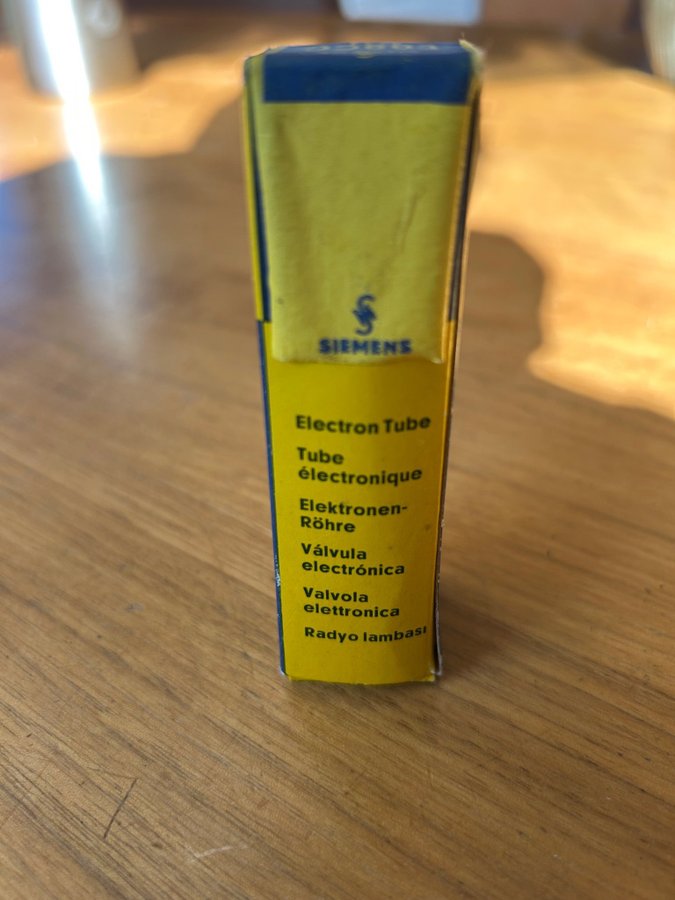 SIEMENS
Electron Tube
Tube
électronique
Elektronen-
Röhre
Válvula
electrónica
Valvola
elettronica
Radyo lambası